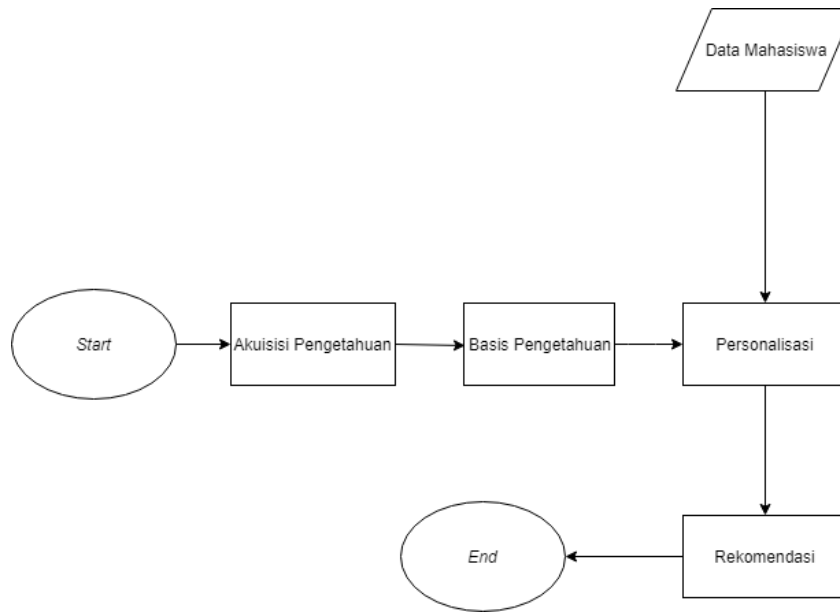 Data Mahasiswa
Start
Akuisisi Pengetahuan
Basis Pengetahuan
Personalisasi
End
Rekomendasi